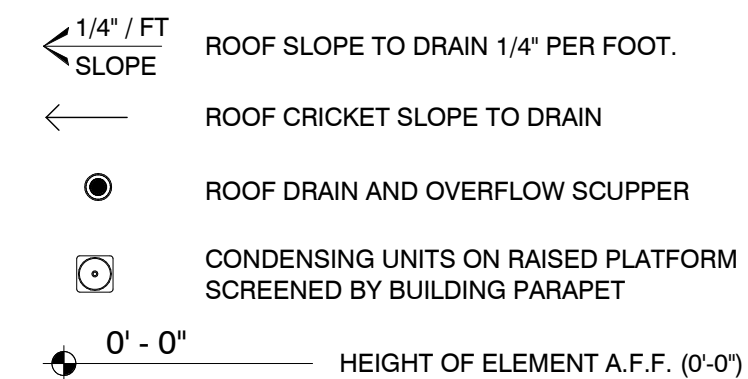 1/4" / FT
SLOPE
ROOF SLOPE TO DRAIN 1/4" PER FOOT.
ROOF CRICKET SLOPE TO DRAIN
ROOF DRAIN AND OVERFLOW SCUPPER
CONDENSING UNITS ON RAISED PLATFORM
SCREENED BY BUILDING PARAPET
0' - 0"
HEIGHT OF ELEMENT A.F.F. (0'-0")